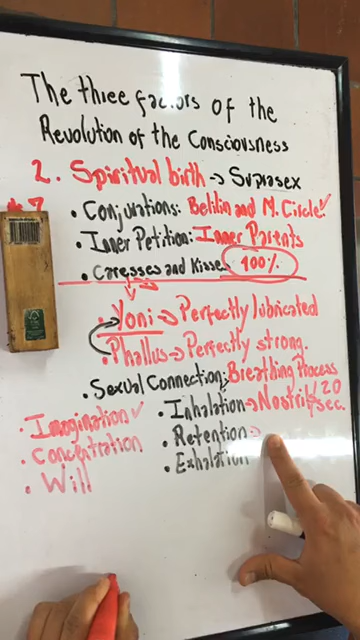 The three factors of the
Revolution of the Consciousness
2. Spiritual birth → Suprasex
• Conjurations: Belilin and M. Circle. ✓
• Inner Petition: Inner Parents
• Caresses and Kisses 100%
• Yoni → Perfectly lubricated
• Phallus → Perfectly strong.
• Sexual Connection: Breathing Process
• Inhalation → Nostril/20 sec.
• Retention →
• Exhalation
• Imagination ✓
• Concentration
• Will